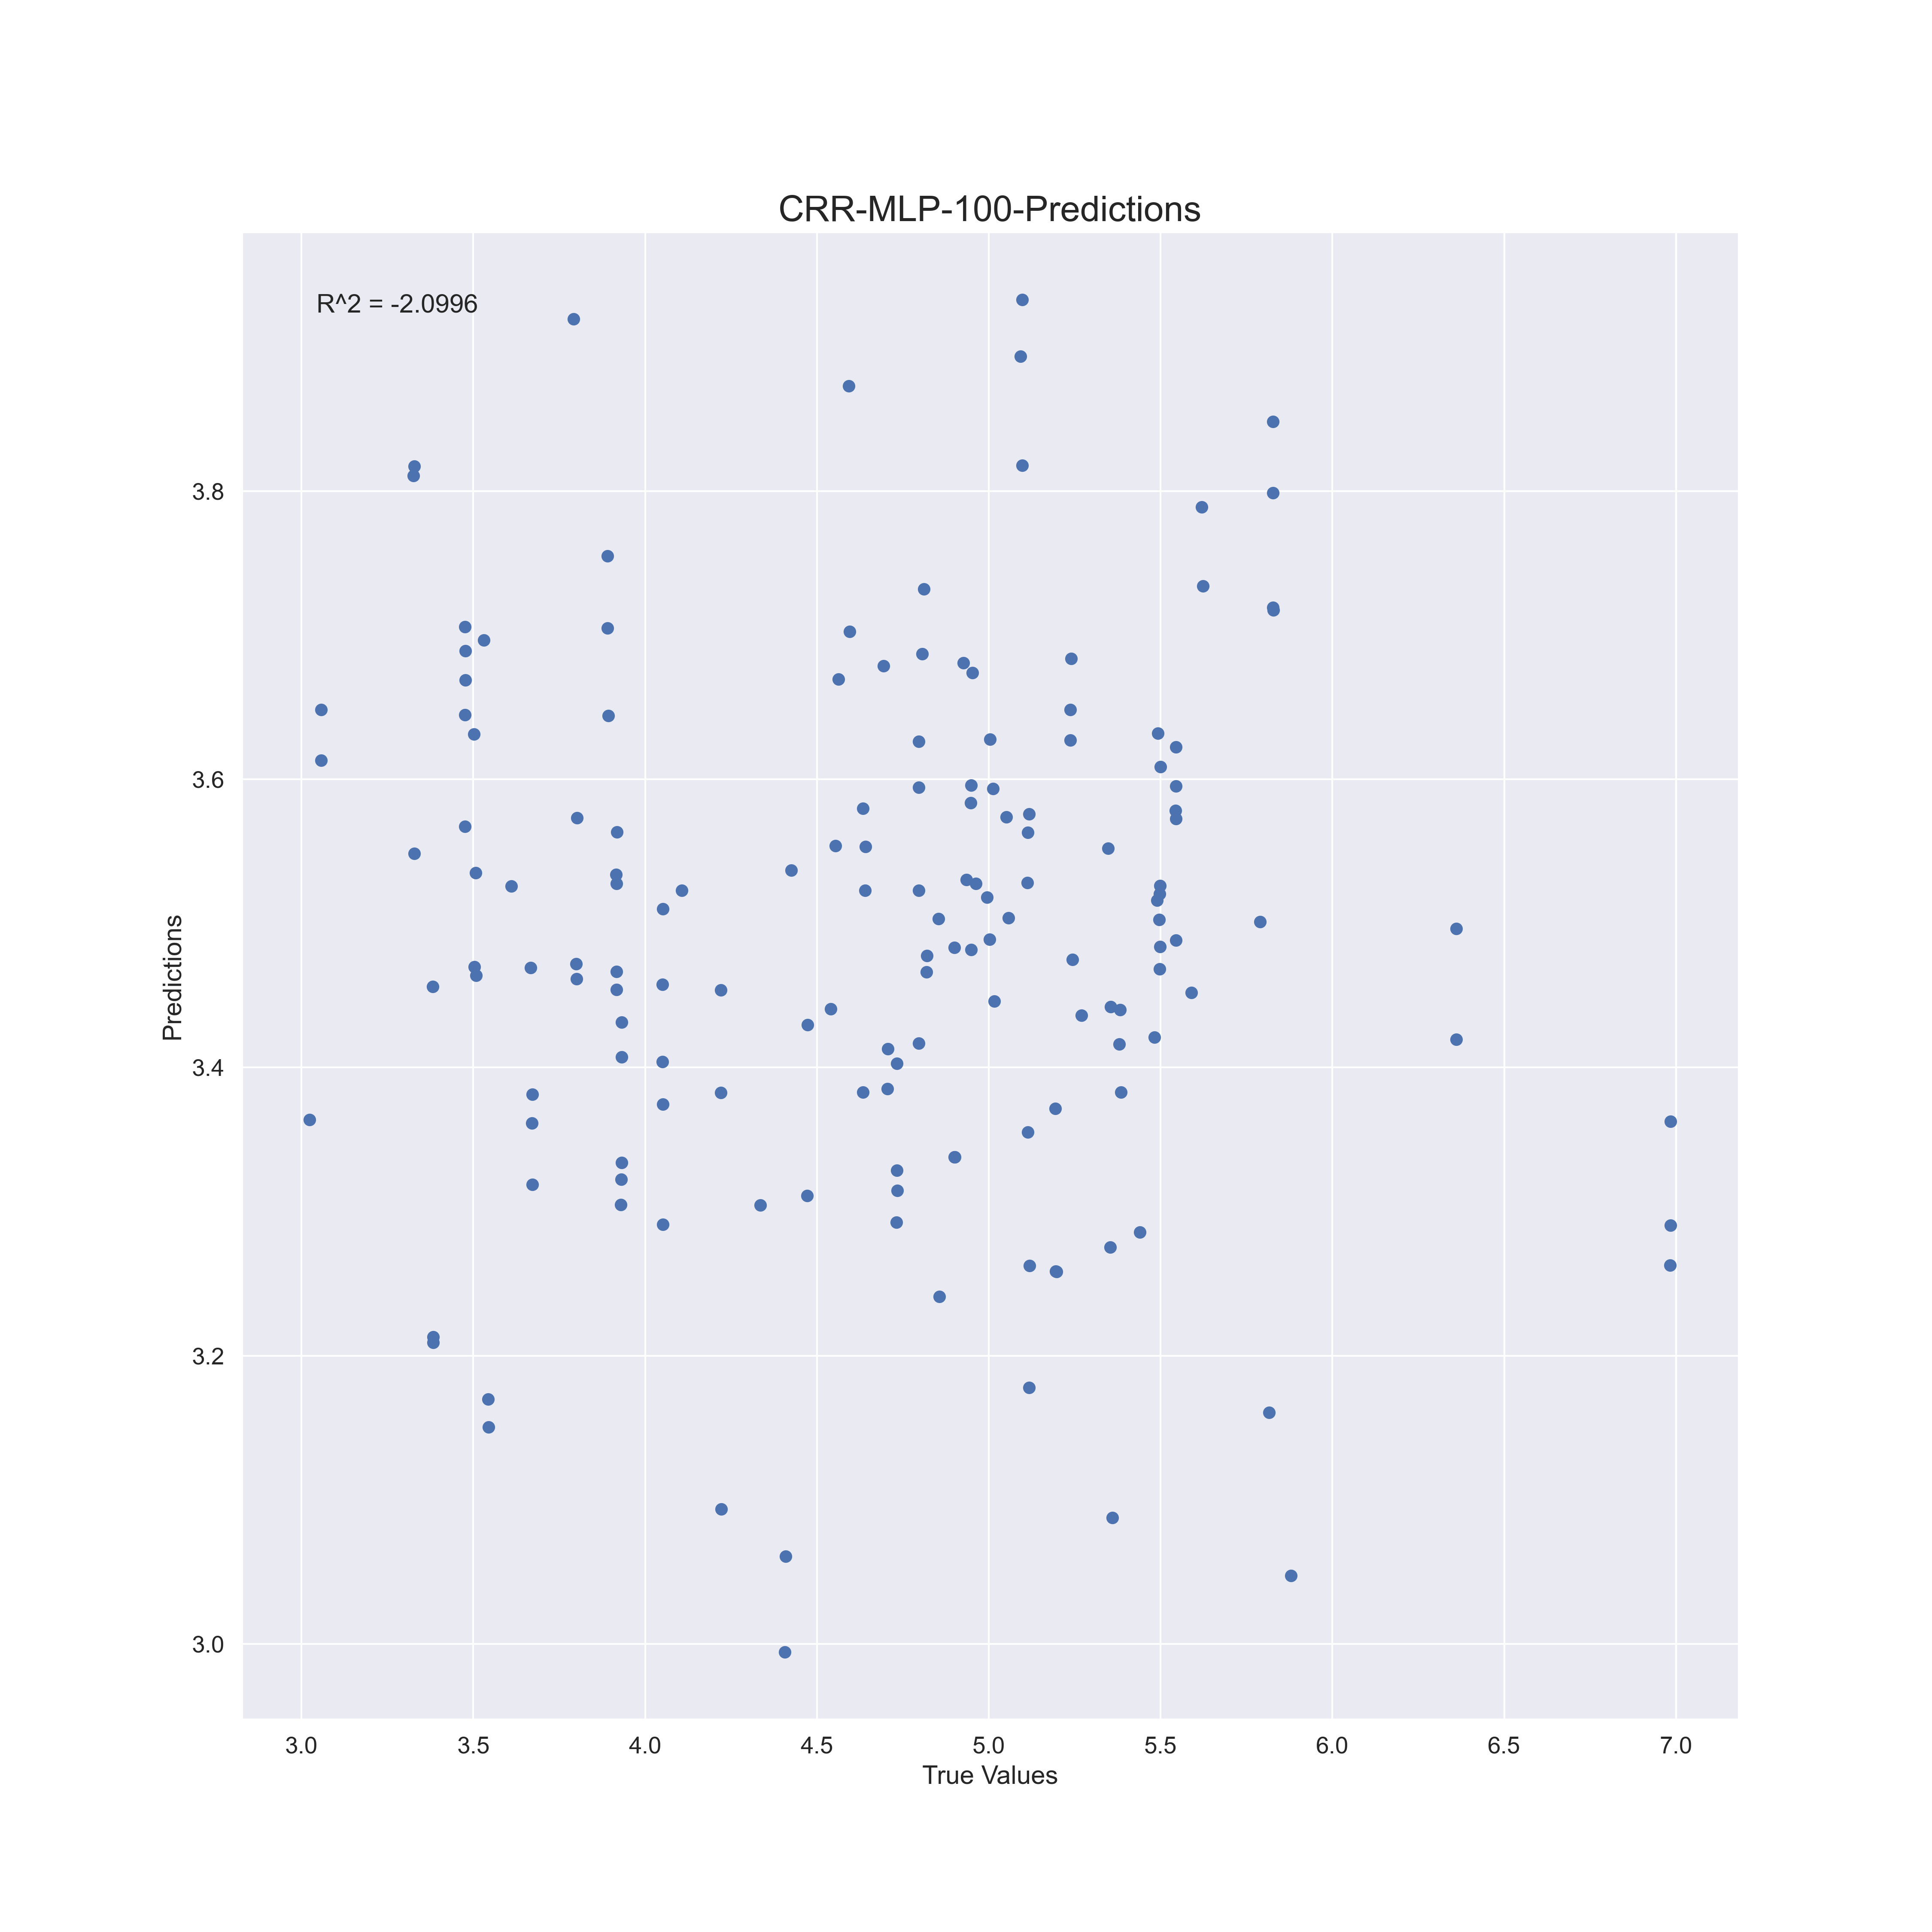 CRR-MLP-100-Predictions
R^2 = -2.0996
3.8
3.6
3.4
3.2
3.0
Predictions
3.0 3.5 4.0 4.5 5.0 5.5 6.0 6.5 7.0
True Values